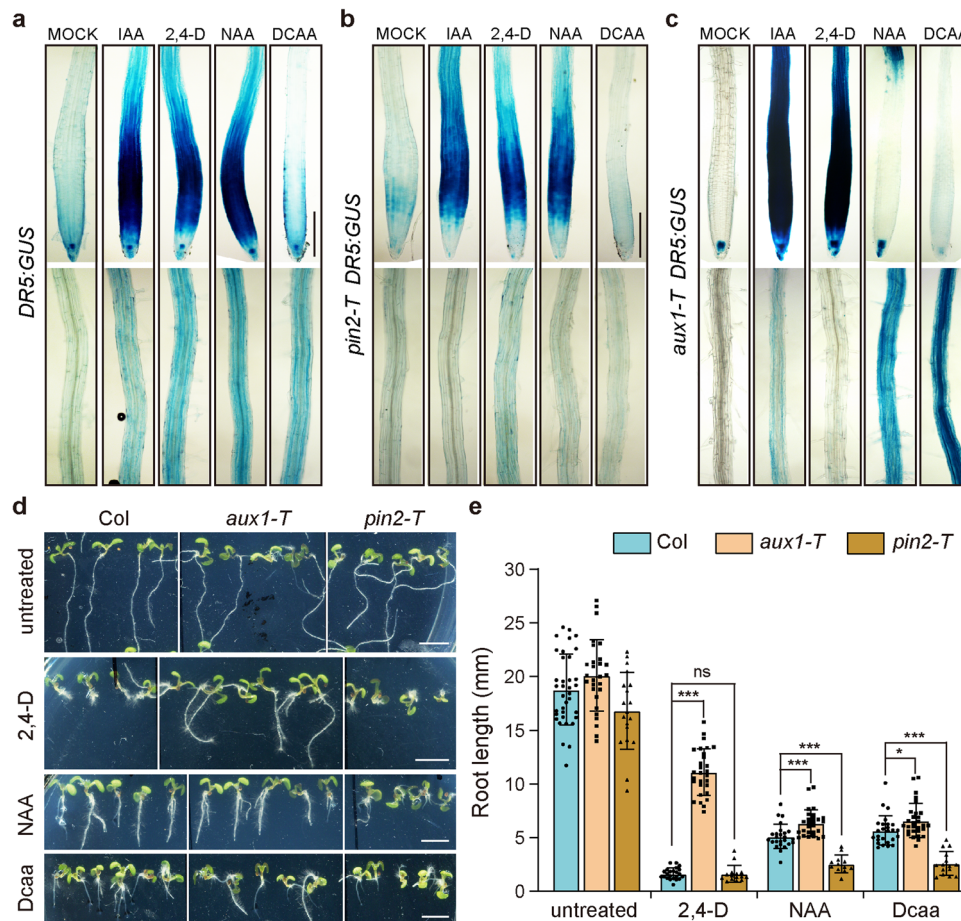 a
MOCK IAA 2,4-D NAA DCAA
DR5:GUS
b
MOCK IAA 2,4-D NAA DCAA
pin2-T DR5:GUS
c
MOCK IAA 2,4-D NAA DCAA
aux1-T DR5:GUS
d
Col aux1-T pin2-T
untreated
2,4-D
NAA
Dcaa
e
Col aux1-T pin2-T
Root length (mm)
30
25
20
15
10
5
0
ns
***
***
***
***
*
untreated 2,4-D NAA Dcaa